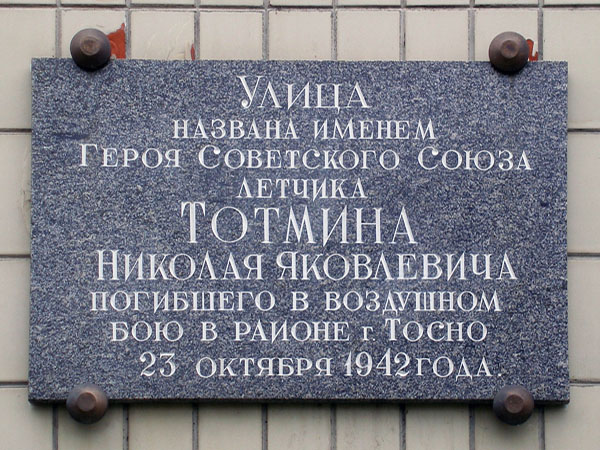 Улица
названа именем
Героя Советского Союза
летчика
Тотмина
Николая Яковлевича
погибшего в воздушном
бою в районе г. Тосно
23 октября 1942 года.